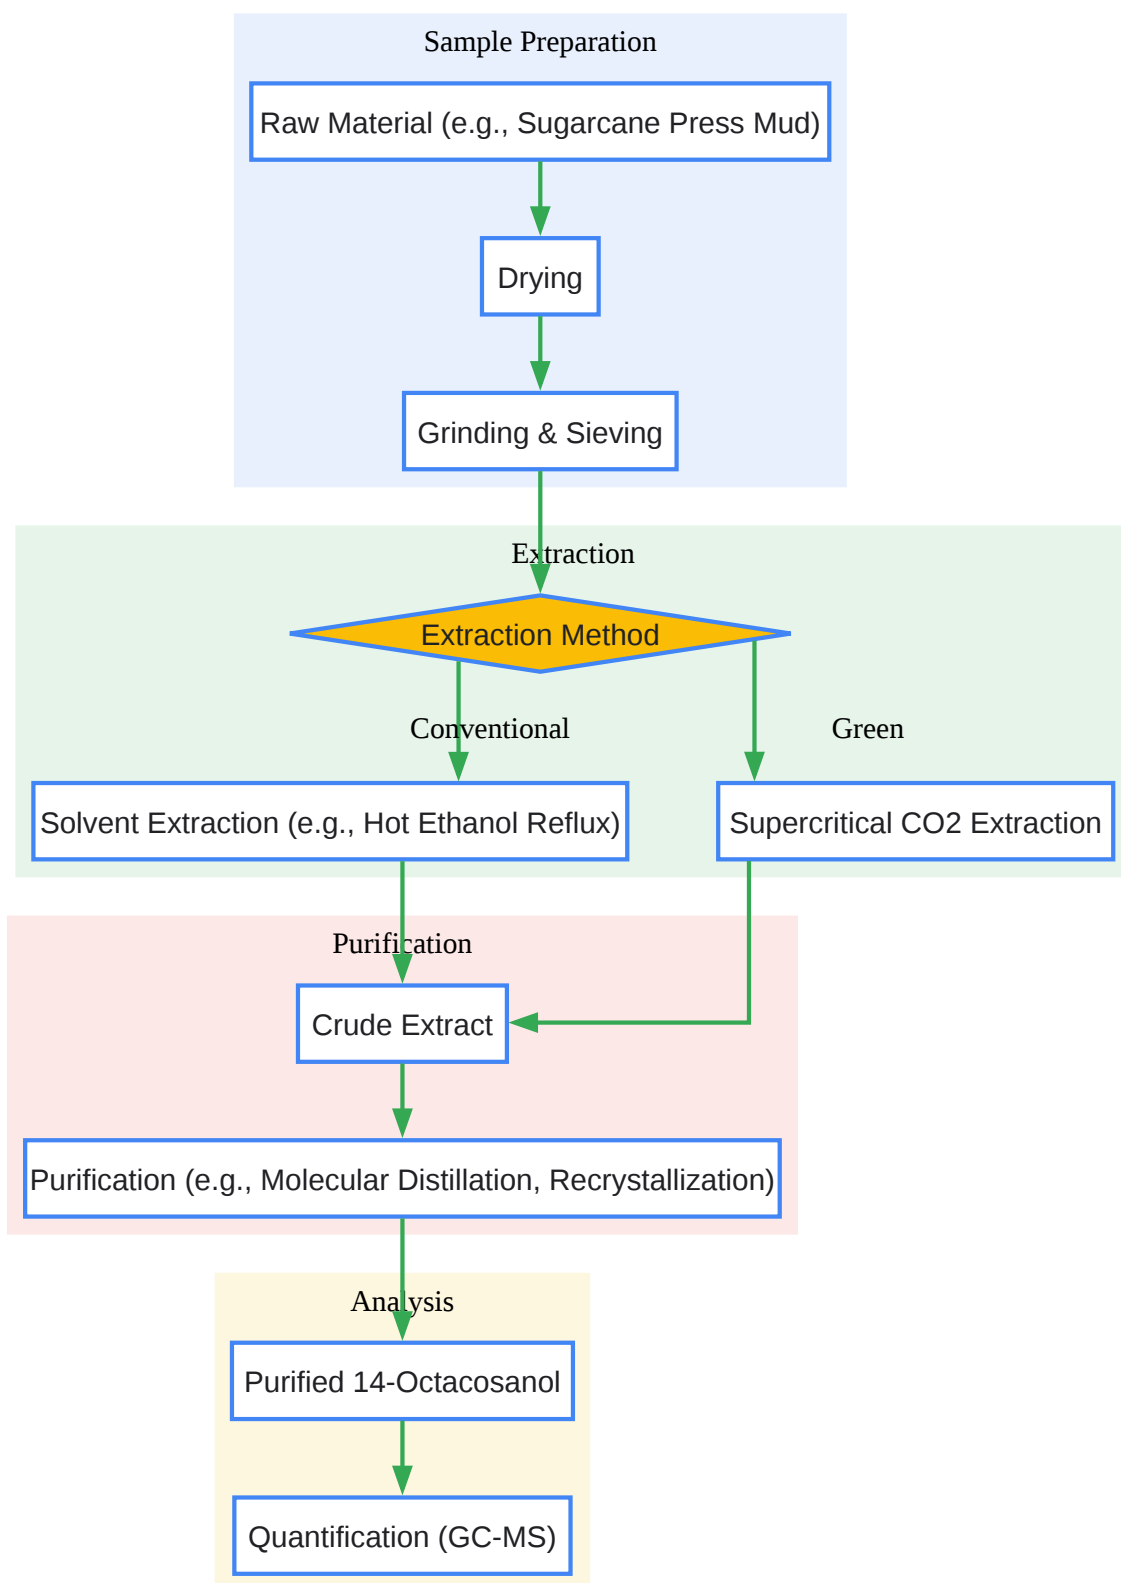 Sample Preparation
Raw Material (e.g., Sugarcane Press Mud)
Drying
Grinding & Sieving
Extraction
Extraction Method
Conventional
Green
Solvent Extraction (e.g., Hot Ethanol Reflux)
Supercritical CO2 Extraction
Purification
Crude Extract
Purification (e.g., Molecular Distillation, Recrystallization)
Analysis
Purified 14-Octacosanol
Quantification (GC-MS)